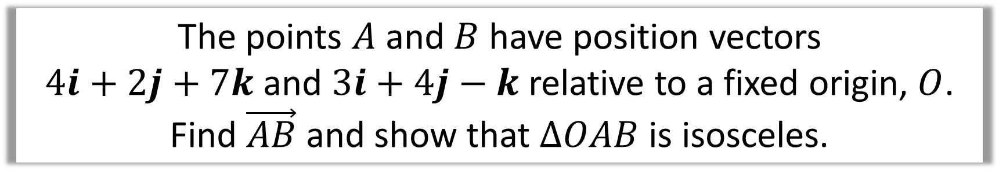 The points A and B have position vectors
4i + 2j + 7k and 3i + 4j − k relative to a fixed origin, O.
Find \overrightarrow{AB} and show that ΔOAB is isosceles.